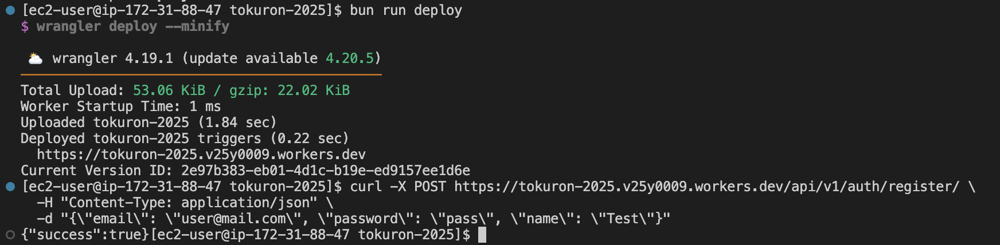 [ec2-user@ip-172-31-88-47 tokuron-2025]$ bun run deploy
$ wrangler deploy --minify
⛅ wrangler 4.19.1 (update available 4.20.5)
Total Upload: 53.06 KiB / gzip: 22.02 KiB
Worker Startup Time: 1 ms
Uploaded tokuron-2025 (1.84 sec)
Deployed tokuron-2025 triggers (0.22 sec)
https://tokuron-2025.v25y0009.workers.dev
Current Version ID: 2e97b383-eb01-4d1c-b19e-ed9157ee1d6e
[ec2-user@ip-172-31-88-47 tokuron-2025]$ curl -X POST https://tokuron-2025.v25y0009.workers.dev/api/v1/auth/register/ \
-H "Content-Type: application/json" \
-d "{\"email\": \"user@mail.com\", \"password\": \"pass\", \"name\": \"Test\"}"
{"success":true}[ec2-user@ip-172-31-88-47 tokuron-2025]$